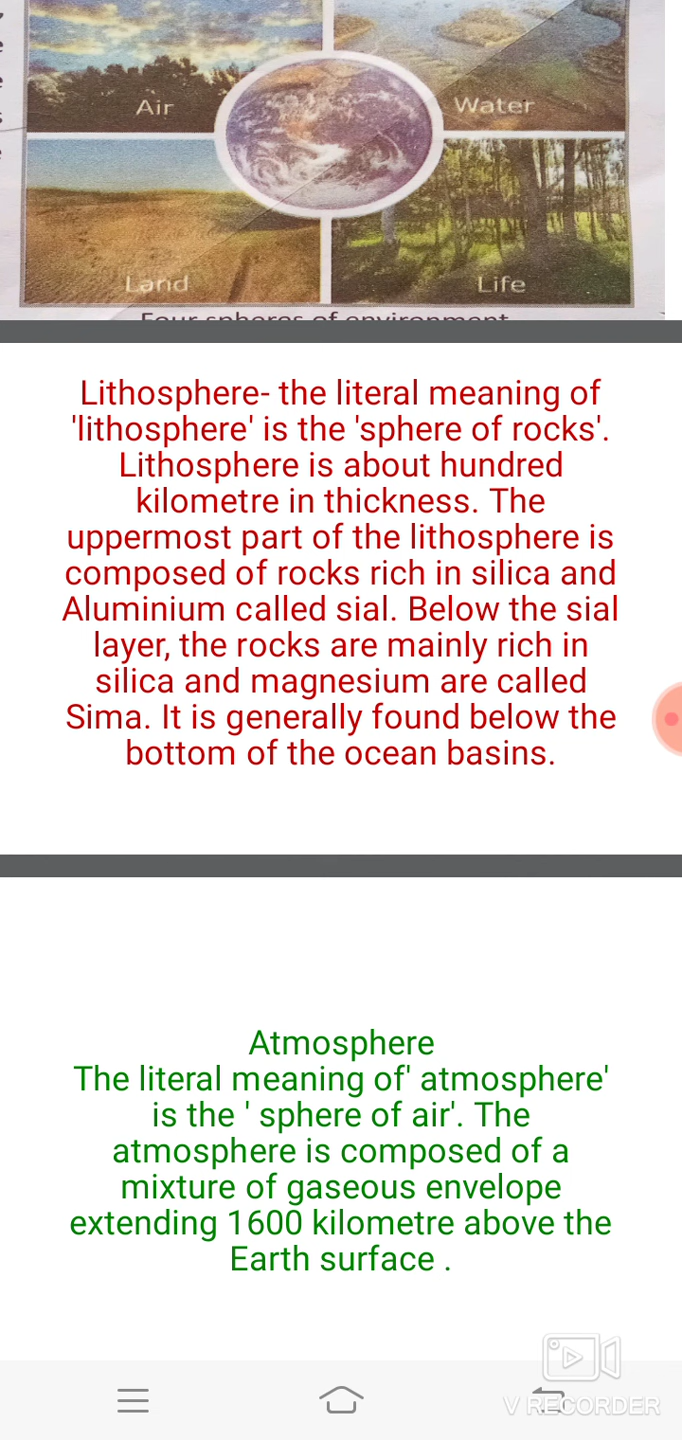 Air
Water
Land
Life
Four spheres of environment
Lithosphere- the literal meaning of
'lithosphere' is the 'sphere of rocks'.
Lithosphere is about hundred
kilometre in thickness. The
uppermost part of the lithosphere is
composed of rocks rich in silica and
Aluminium called sial. Below the sial
layer, the rocks are mainly rich in
silica and magnesium are called
Sima. It is generally found below the
bottom of the ocean basins.
Atmosphere
The literal meaning of' atmosphere'
is the ' sphere of air'. The
atmosphere is composed of a
mixture of gaseous envelope
extending 1600 kilometre above the
Earth surface .
V RECORDER